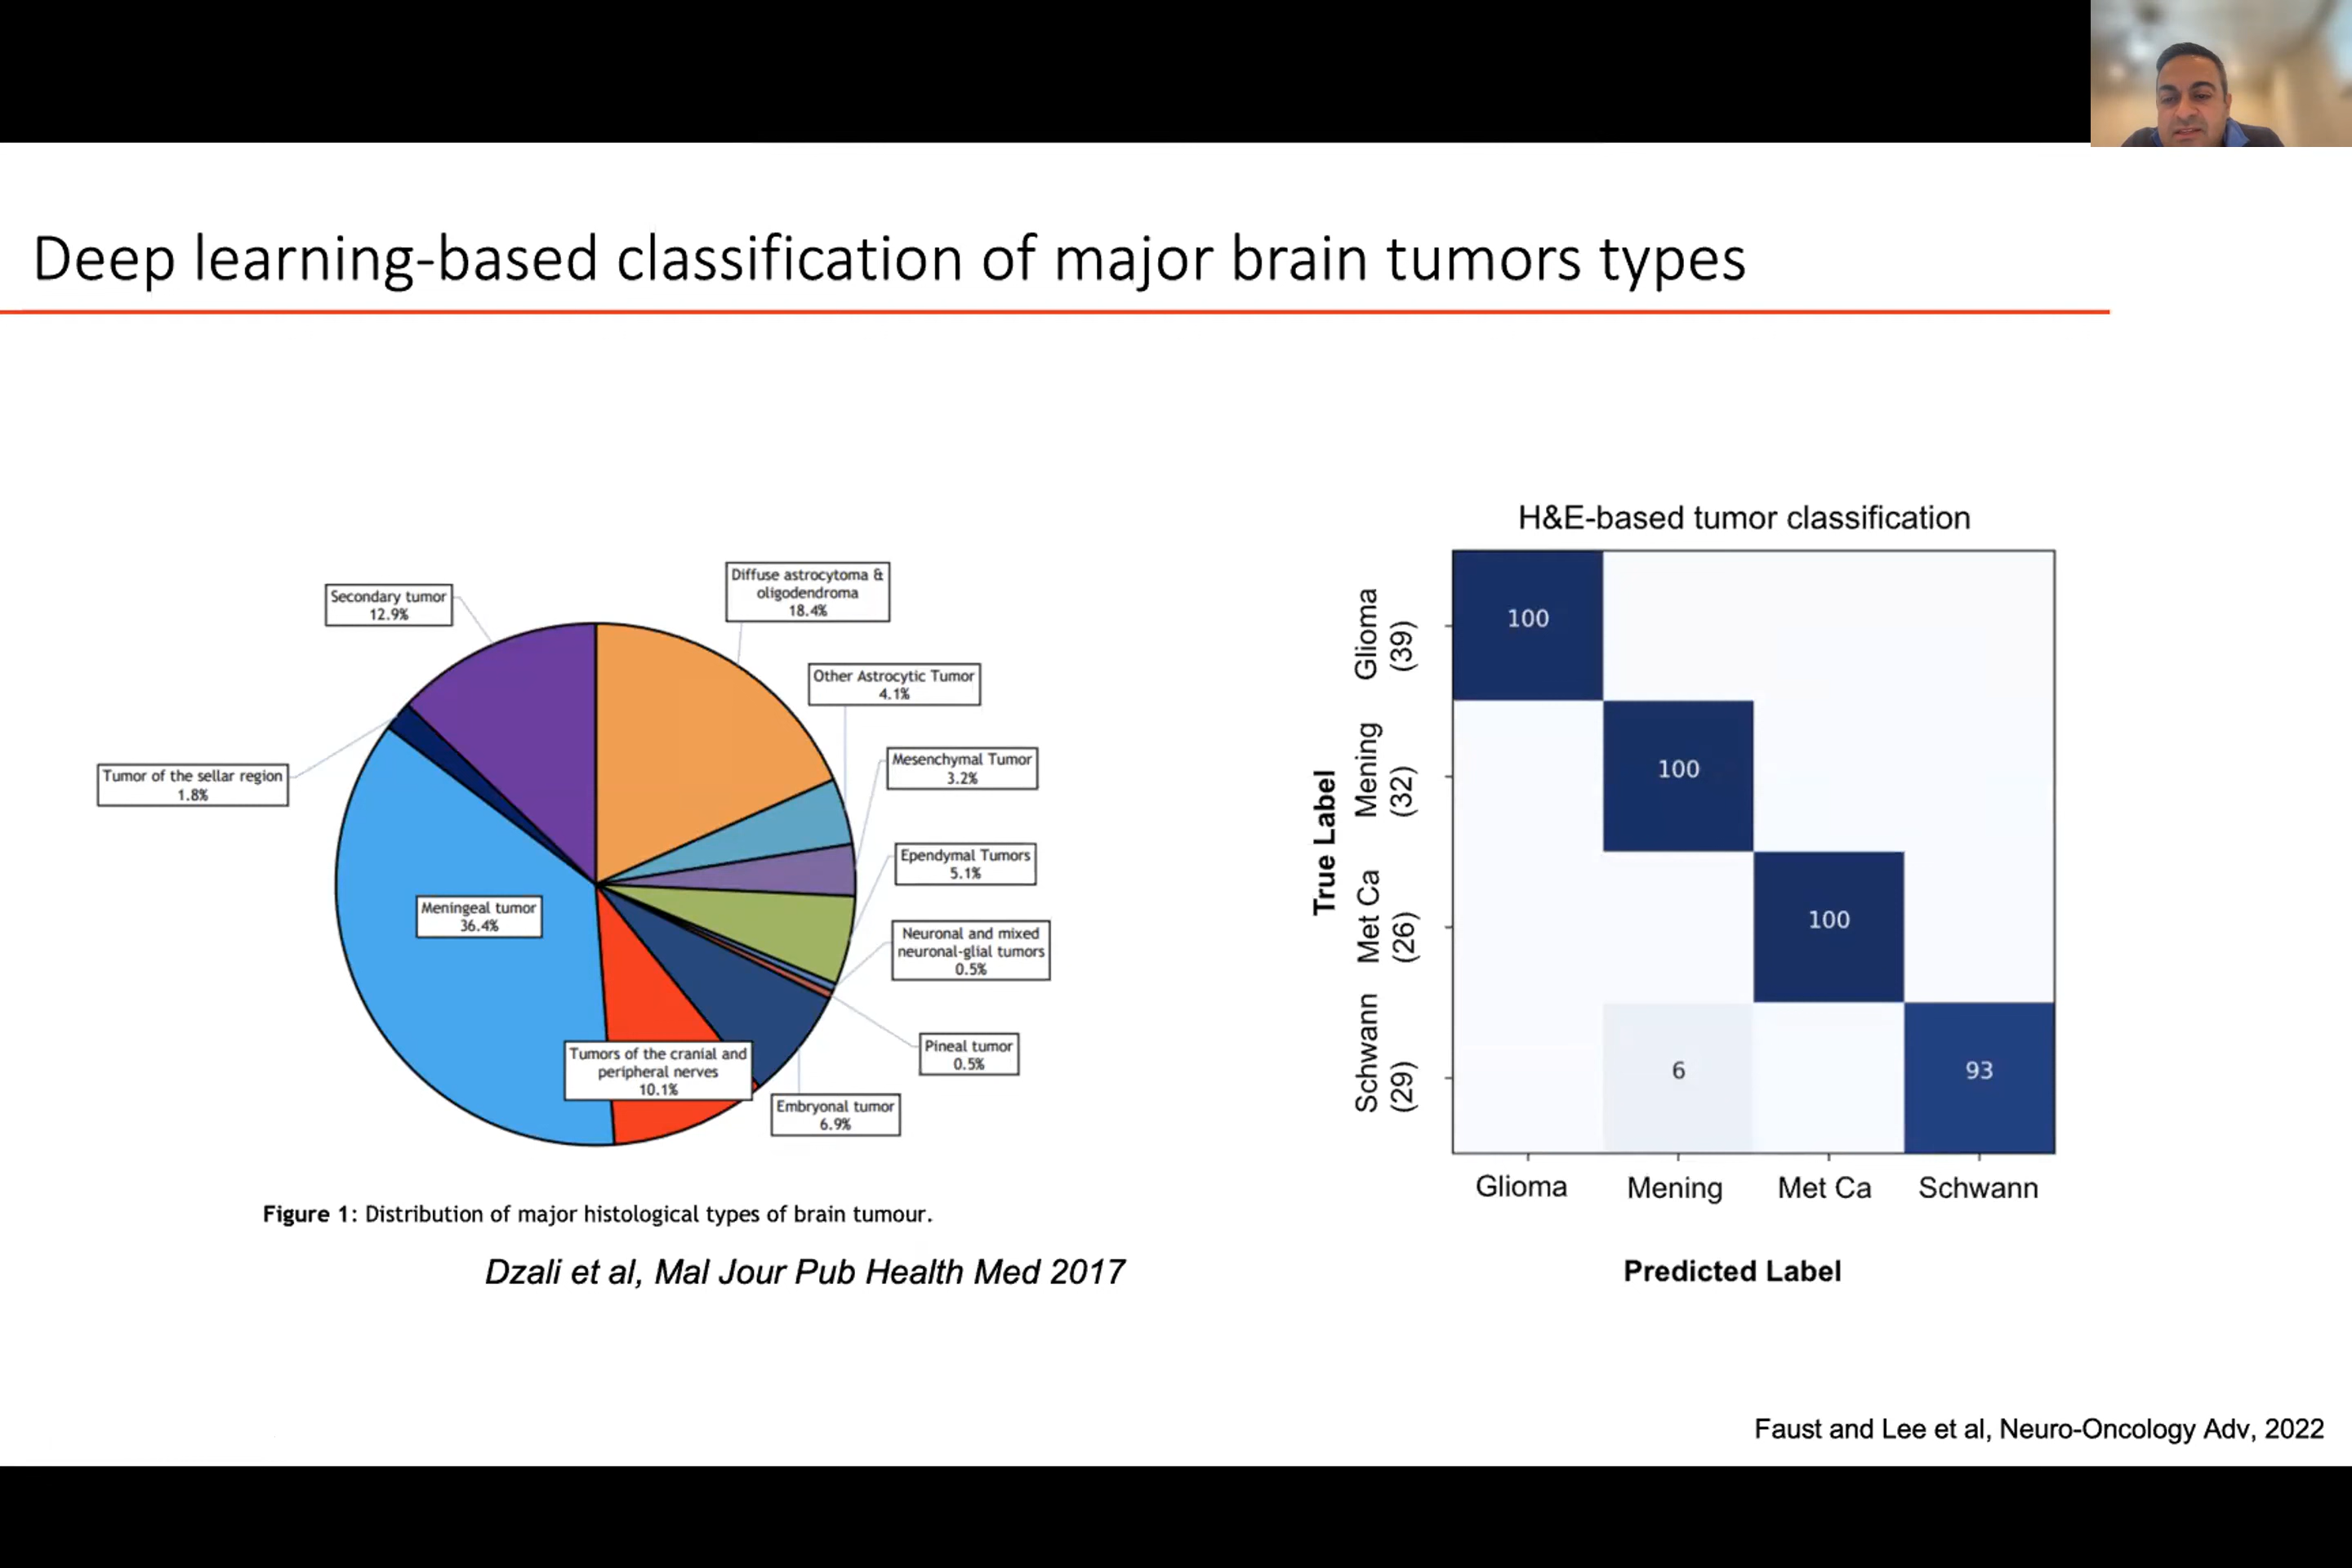 Deep learning-based classification of major brain tumors types
Secondary tumor
12.9%
Diffuse astrocytoma &
oligodendroma
18.4%
Other Astrocytic Tumor
4.1%
Mesenchymal Tumor
3.2%
Tumor of the sellar region
1.8%
Ependymal Tumors
5.1%
Meningeal tumor
36.4%
Neuronal and mixed
neuronal-glial tumors
0.5%
Pineal tumor
0.5%
Tumors of the cranial and
peripheral nerves
10.1%
Embryonal tumor
6.9%
Figure 1: Distribution of major histological types of brain tumour.
Dzali et al, Mal Jour Pub Health Med 2017
H&E-based tumor classification
True Label
Glioma
(39)
Mening
(32)
Met Ca
(26)
Schwann
(29)
100
100
100
6
93
Glioma
Mening
Met Ca
Schwann
Predicted Label
Faust and Lee et al, Neuro-Oncology Adv, 2022